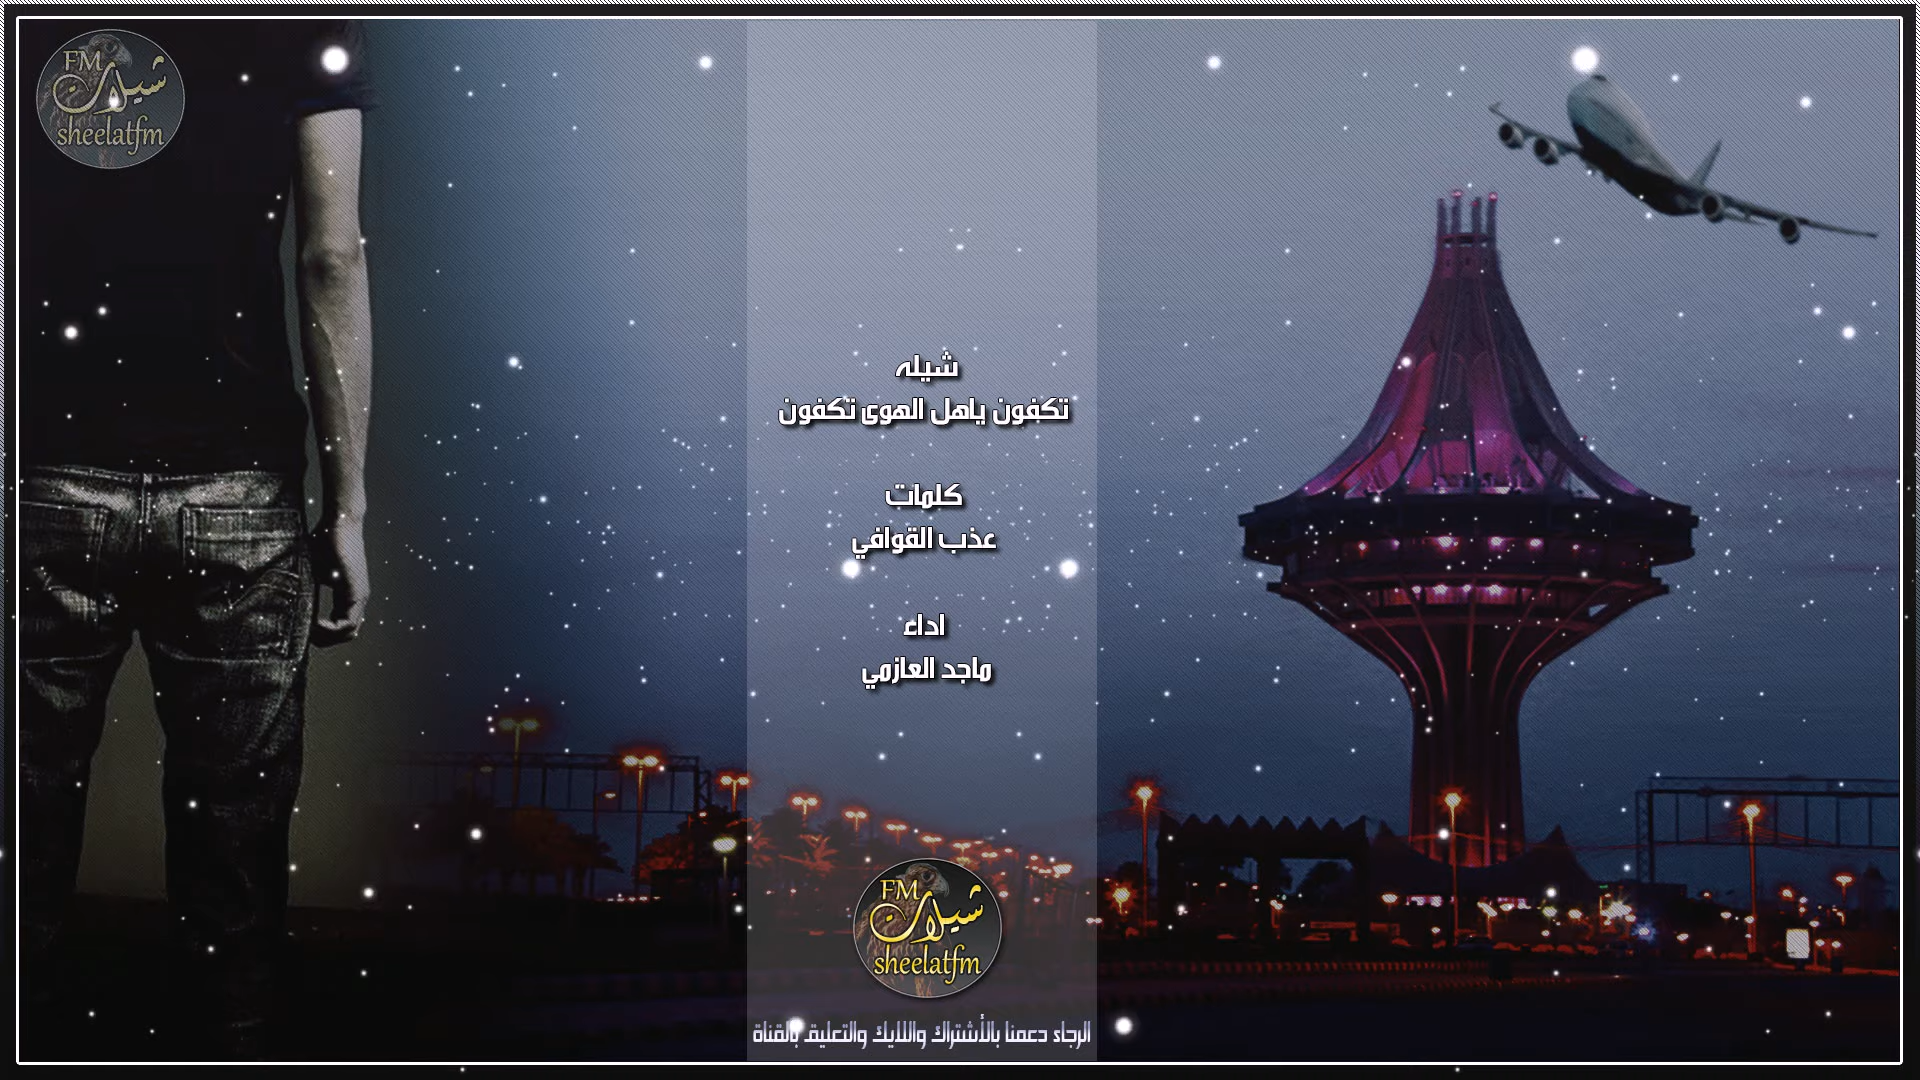 FM
شيلات
sheelatfm
شيله
تكفون ياهل الهوى تكفون
كلمات
عذب القوافي
اداء
ماجد العازمي
FM
شيلات
sheelatfm
الرجاء دعمنا بالأشتراك واللايك والتعليق بالقناة